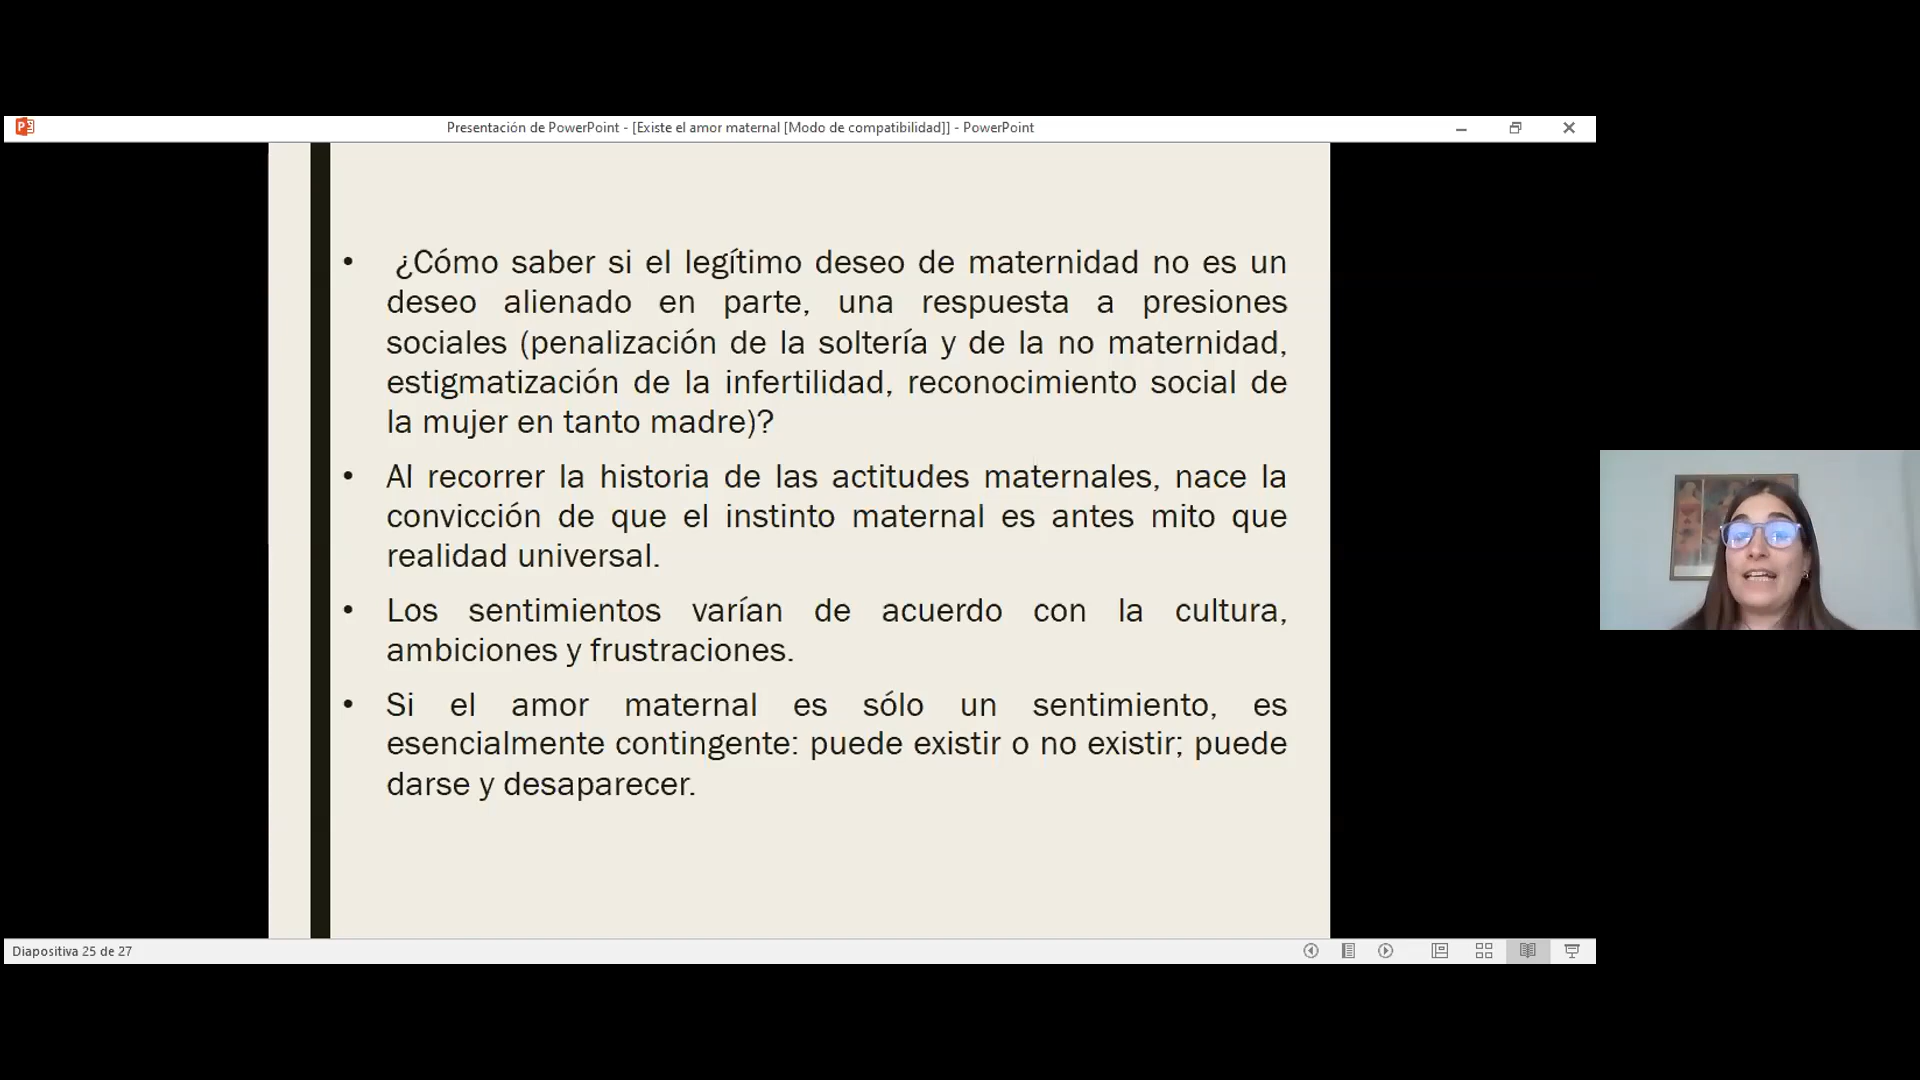 Presentación de PowerPoint - [Existe el amor maternal [Modo de compatibilidad]] - PowerPoint
• ¿Cómo saber si el legítimo deseo de maternidad no es un
deseo alienado en parte, una respuesta a presiones
sociales (penalización de la soltería y de la no maternidad,
estigmatización de la infertilidad, reconocimiento social de
la mujer en tanto madre)?
• Al recorrer la historia de las actitudes maternales, nace la
convicción de que el instinto maternal es antes mito que
realidad universal.
• Los sentimientos varían de acuerdo con la cultura,
ambiciones y frustraciones.
• Si el amor maternal es sólo un sentimiento, es
esencialmente contingente: puede existir o no existir; puede
darse y desaparecer.
Diapositiva 25 de 27